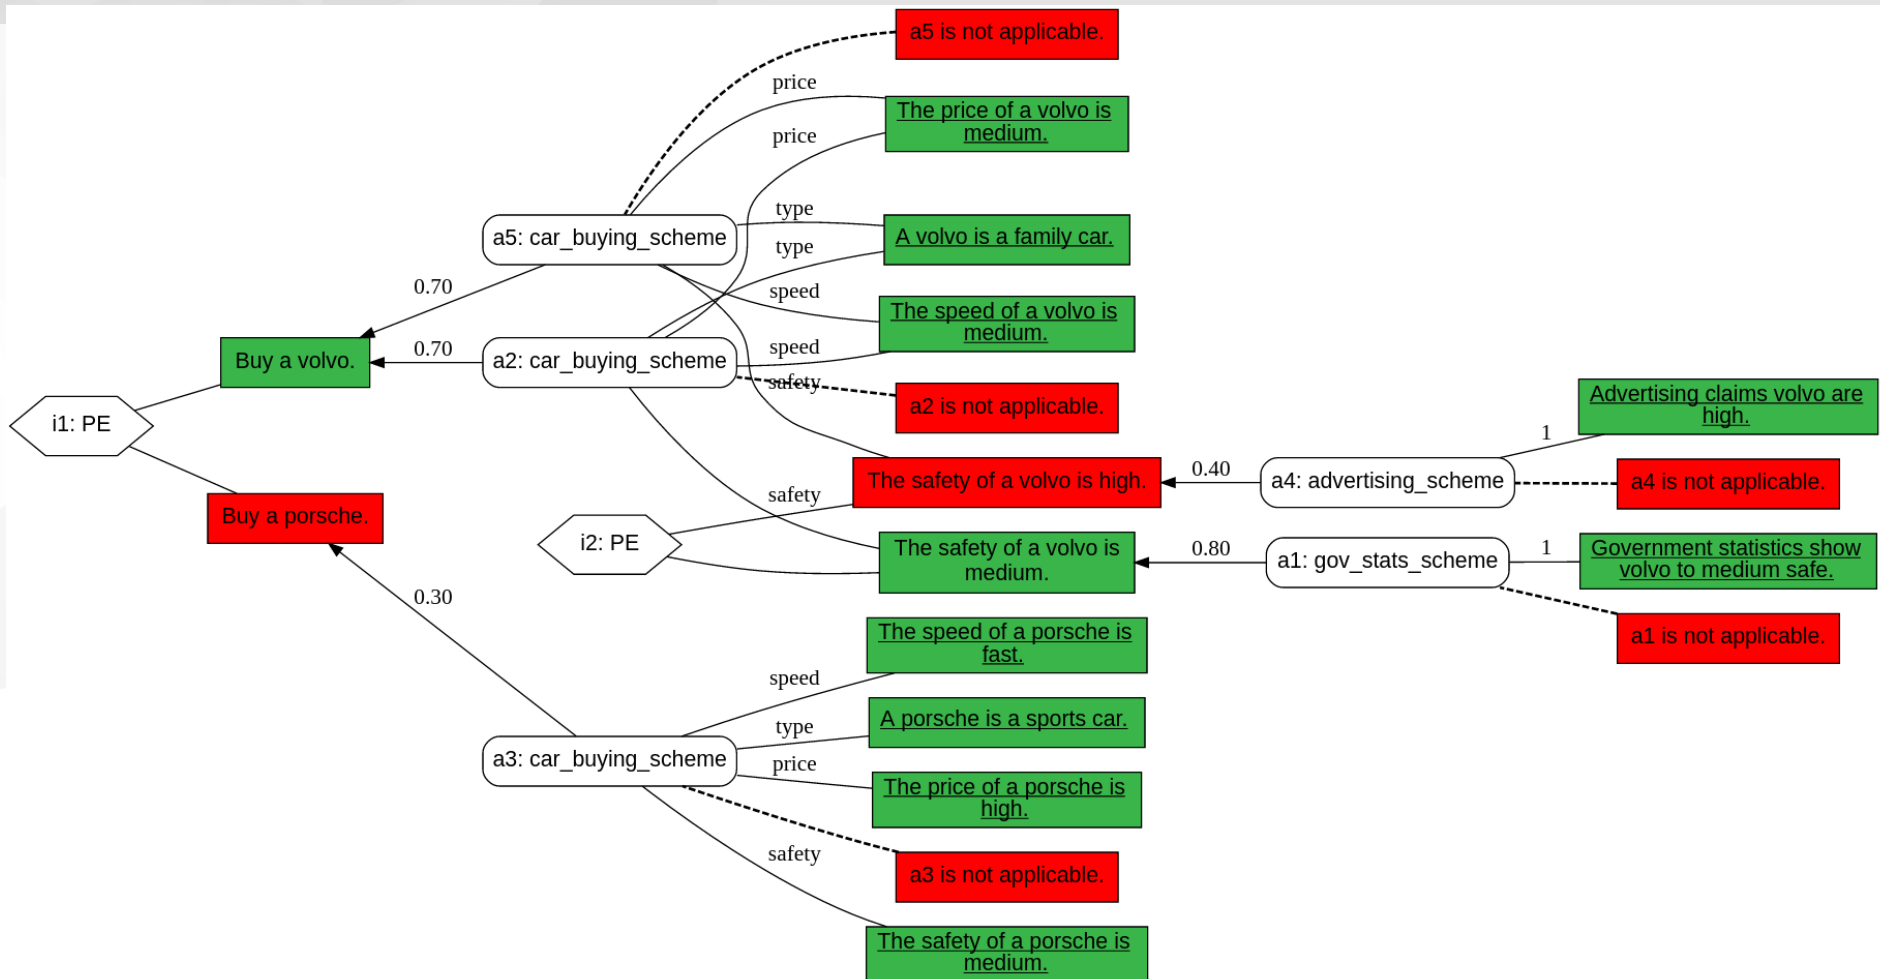 a5 is not applicable.
price
The price of a volvo is
medium.
price
type
A volvo is a family car.
a5: car_buying_scheme
type
0.70
speed
The speed of a volvo is
medium.
Buy a volvo.
0.70
a2: car_buying_scheme
speed
safety
a2 is not applicable.
Advertising claims volvo are
high.
i1: PE
1
The safety of a volvo is high.
0.40
a4: advertising_scheme
a4 is not applicable.
safety
Buy a porsche.
i2: PE
The safety of a volvo is
medium.
0.80
a1: gov_stats_scheme
1
Government statistics show
volvo to medium safe.
0.30
a1 is not applicable.
The speed of a porsche is
fast.
speed
A porsche is a sports car.
type
a3: car_buying_scheme
price
The price of a porsche is
high.
a3 is not applicable.
safety
The safety of a porsche is
medium.